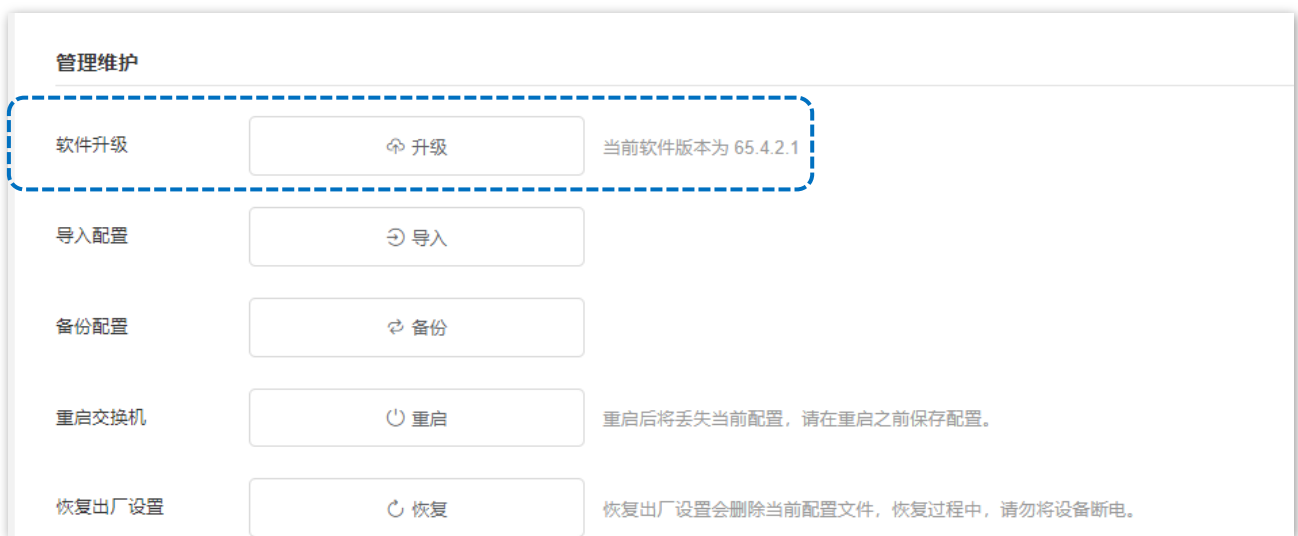 管理维护
软件升级 升级 当前软件版本为 65.4.2.1
导入配置 导入
备份配置 备份
重启交换机 重启 重启后将丢失当前配置，请在重启之前保存配置。
恢复出厂设置 恢复 恢复出厂设置会删除当前配置文件，恢复过程中，请勿将设备断电。